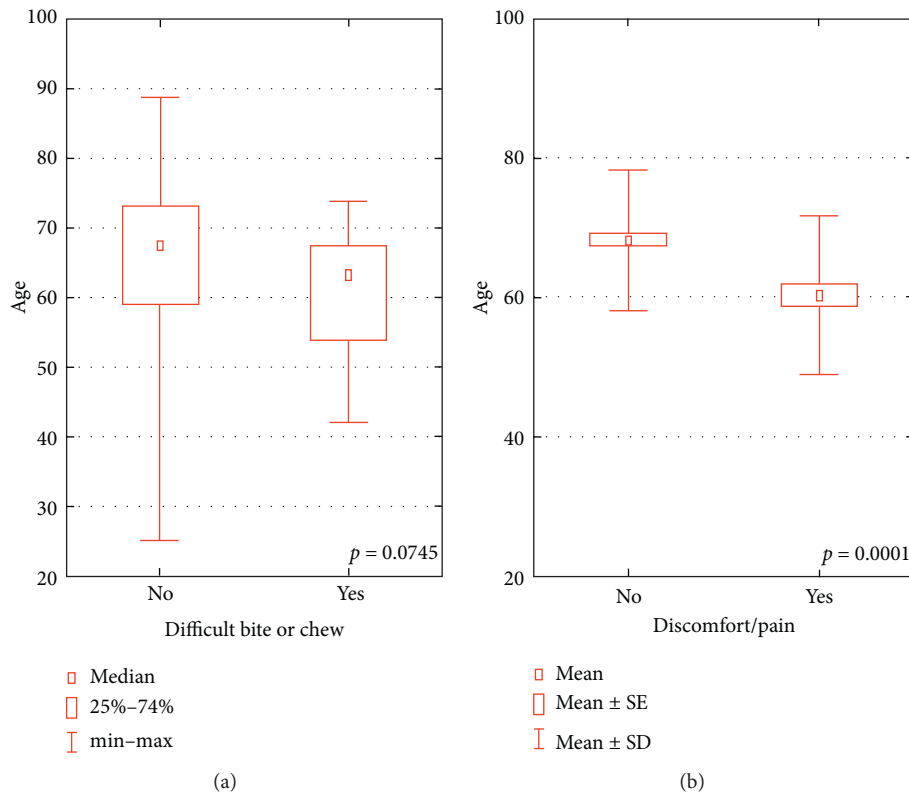 100
90
80
70
60
50
40
30
20
Age
No
Yes
p = 0.0745
Difficult bite or chew
Median
25%–74%
min–max
(a)
100
80
60
40
20
Age
No
Yes
p = 0.0001
Discomfort/pain
Mean
Mean ± SE
Mean ± SD
(b)